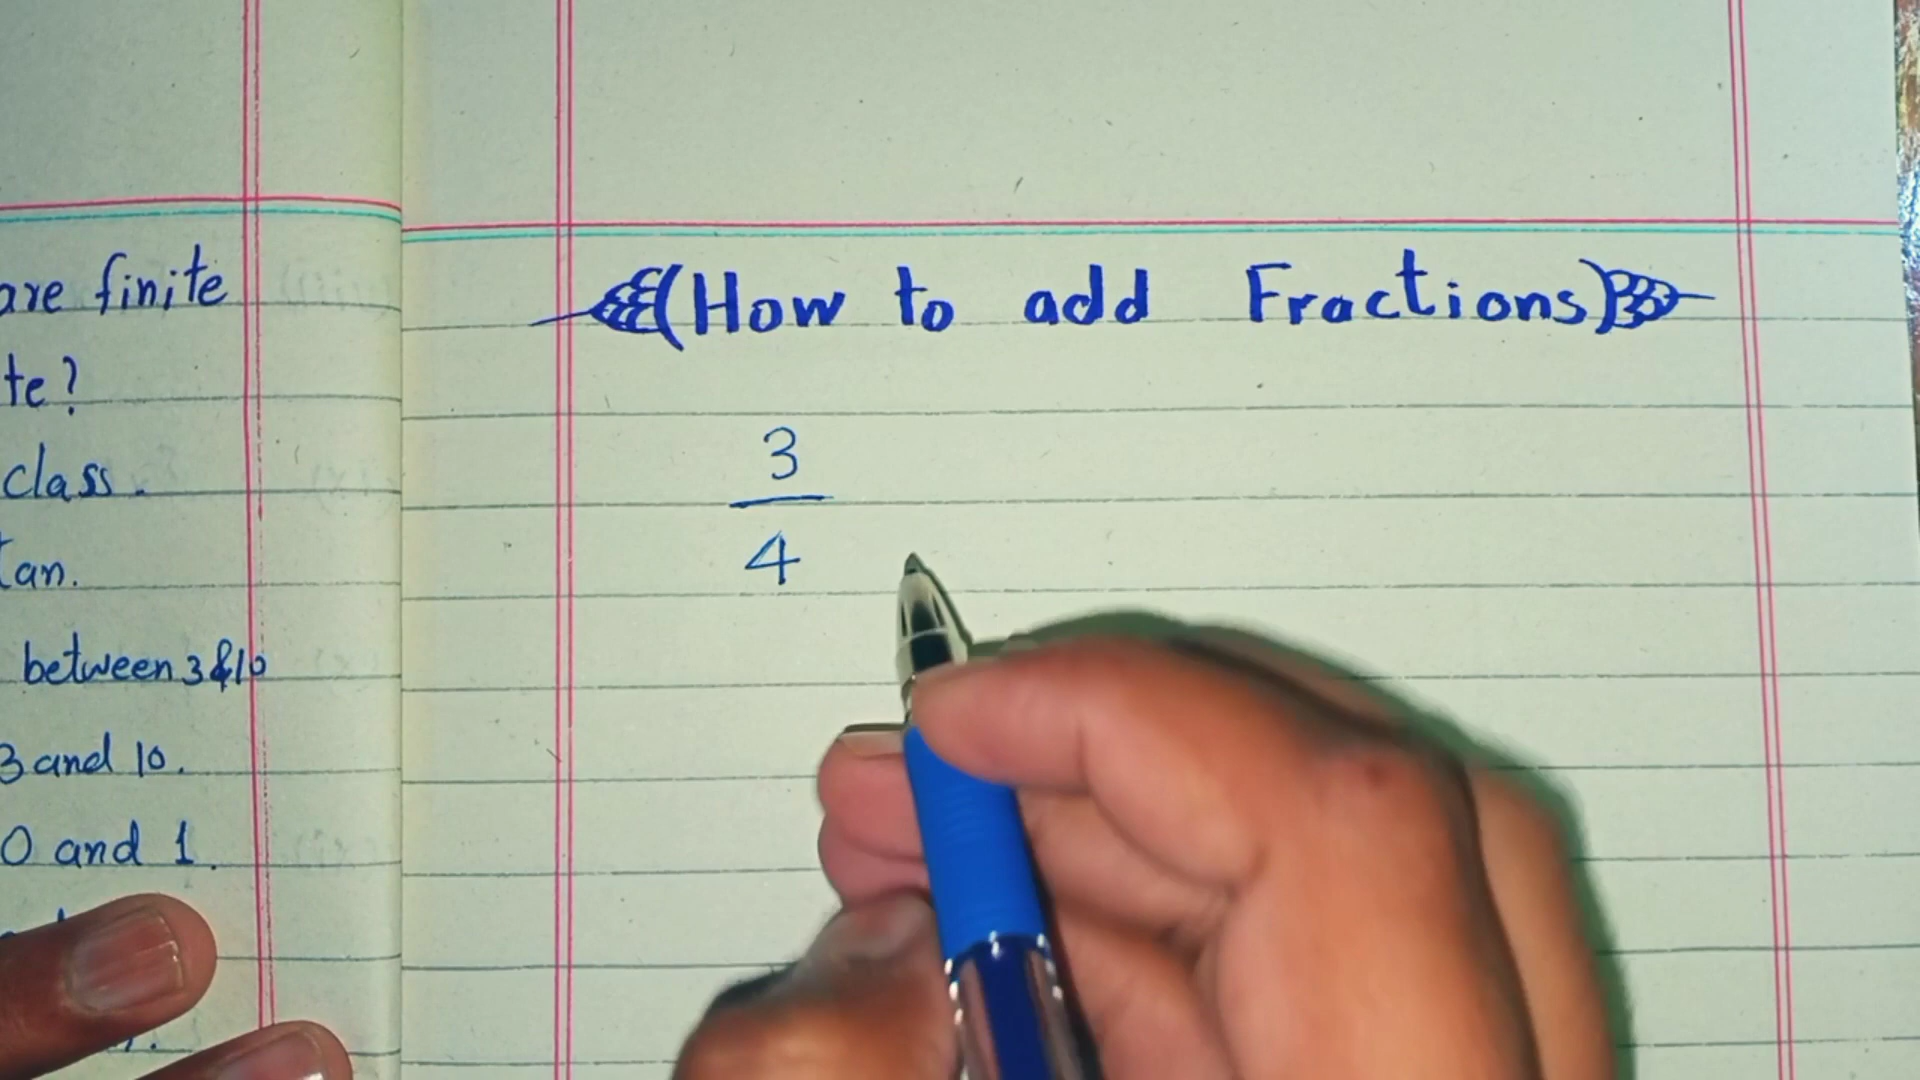 are finite
te?
class.
tan.
between 3 & 10
3 and 10.
0 and 1.
(How to add Fractions)
3
4